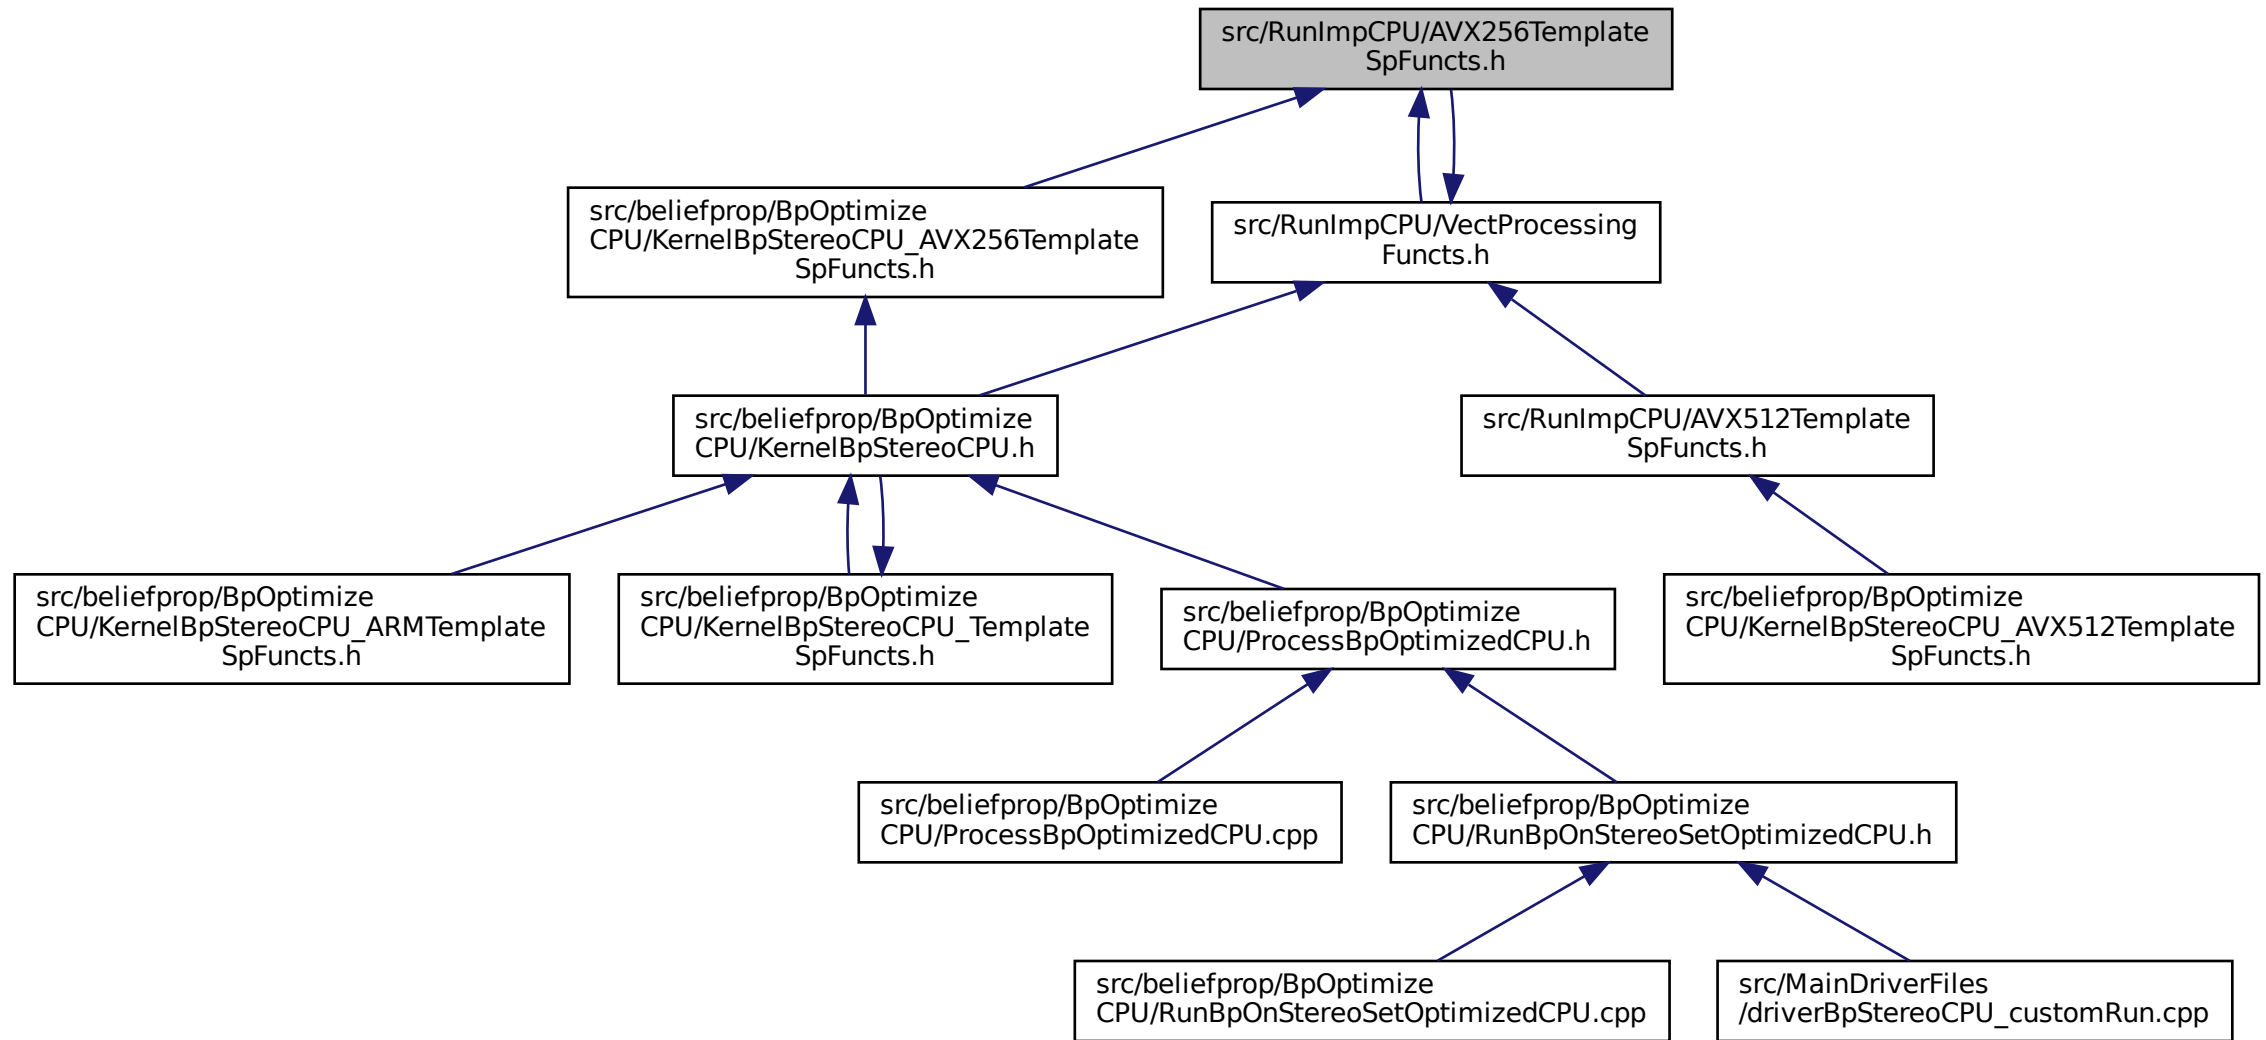 src/RunImpCPU/AVX256Template
SpFuncts.h
src/beliefprop/BpOptimize
CPU/KernelBpStereoCPU_AVX256Template
SpFuncts.h
src/RunImpCPU/VectProcessing
Functs.h
src/beliefprop/BpOptimize
CPU/KernelBpStereoCPU.h
src/RunImpCPU/AVX512Template
SpFuncts.h
src/beliefprop/BpOptimize
CPU/KernelBpStereoCPU_ARMTemplate
SpFuncts.h
src/beliefprop/BpOptimize
CPU/KernelBpStereoCPU_Template
SpFuncts.h
src/beliefprop/BpOptimize
CPU/ProcessBpOptimizedCPU.h
src/beliefprop/BpOptimize
CPU/KernelBpStereoCPU_AVX512Template
SpFuncts.h
src/beliefprop/BpOptimize
CPU/ProcessBpOptimizedCPU.cpp
src/beliefprop/BpOptimize
CPU/RunBpOnStereoSetOptimizedCPU.h
src/beliefprop/BpOptimize
CPU/RunBpOnStereoSetOptimizedCPU.cpp
src/MainDriverFiles
/driverBpStereoCPU_customRun.cpp